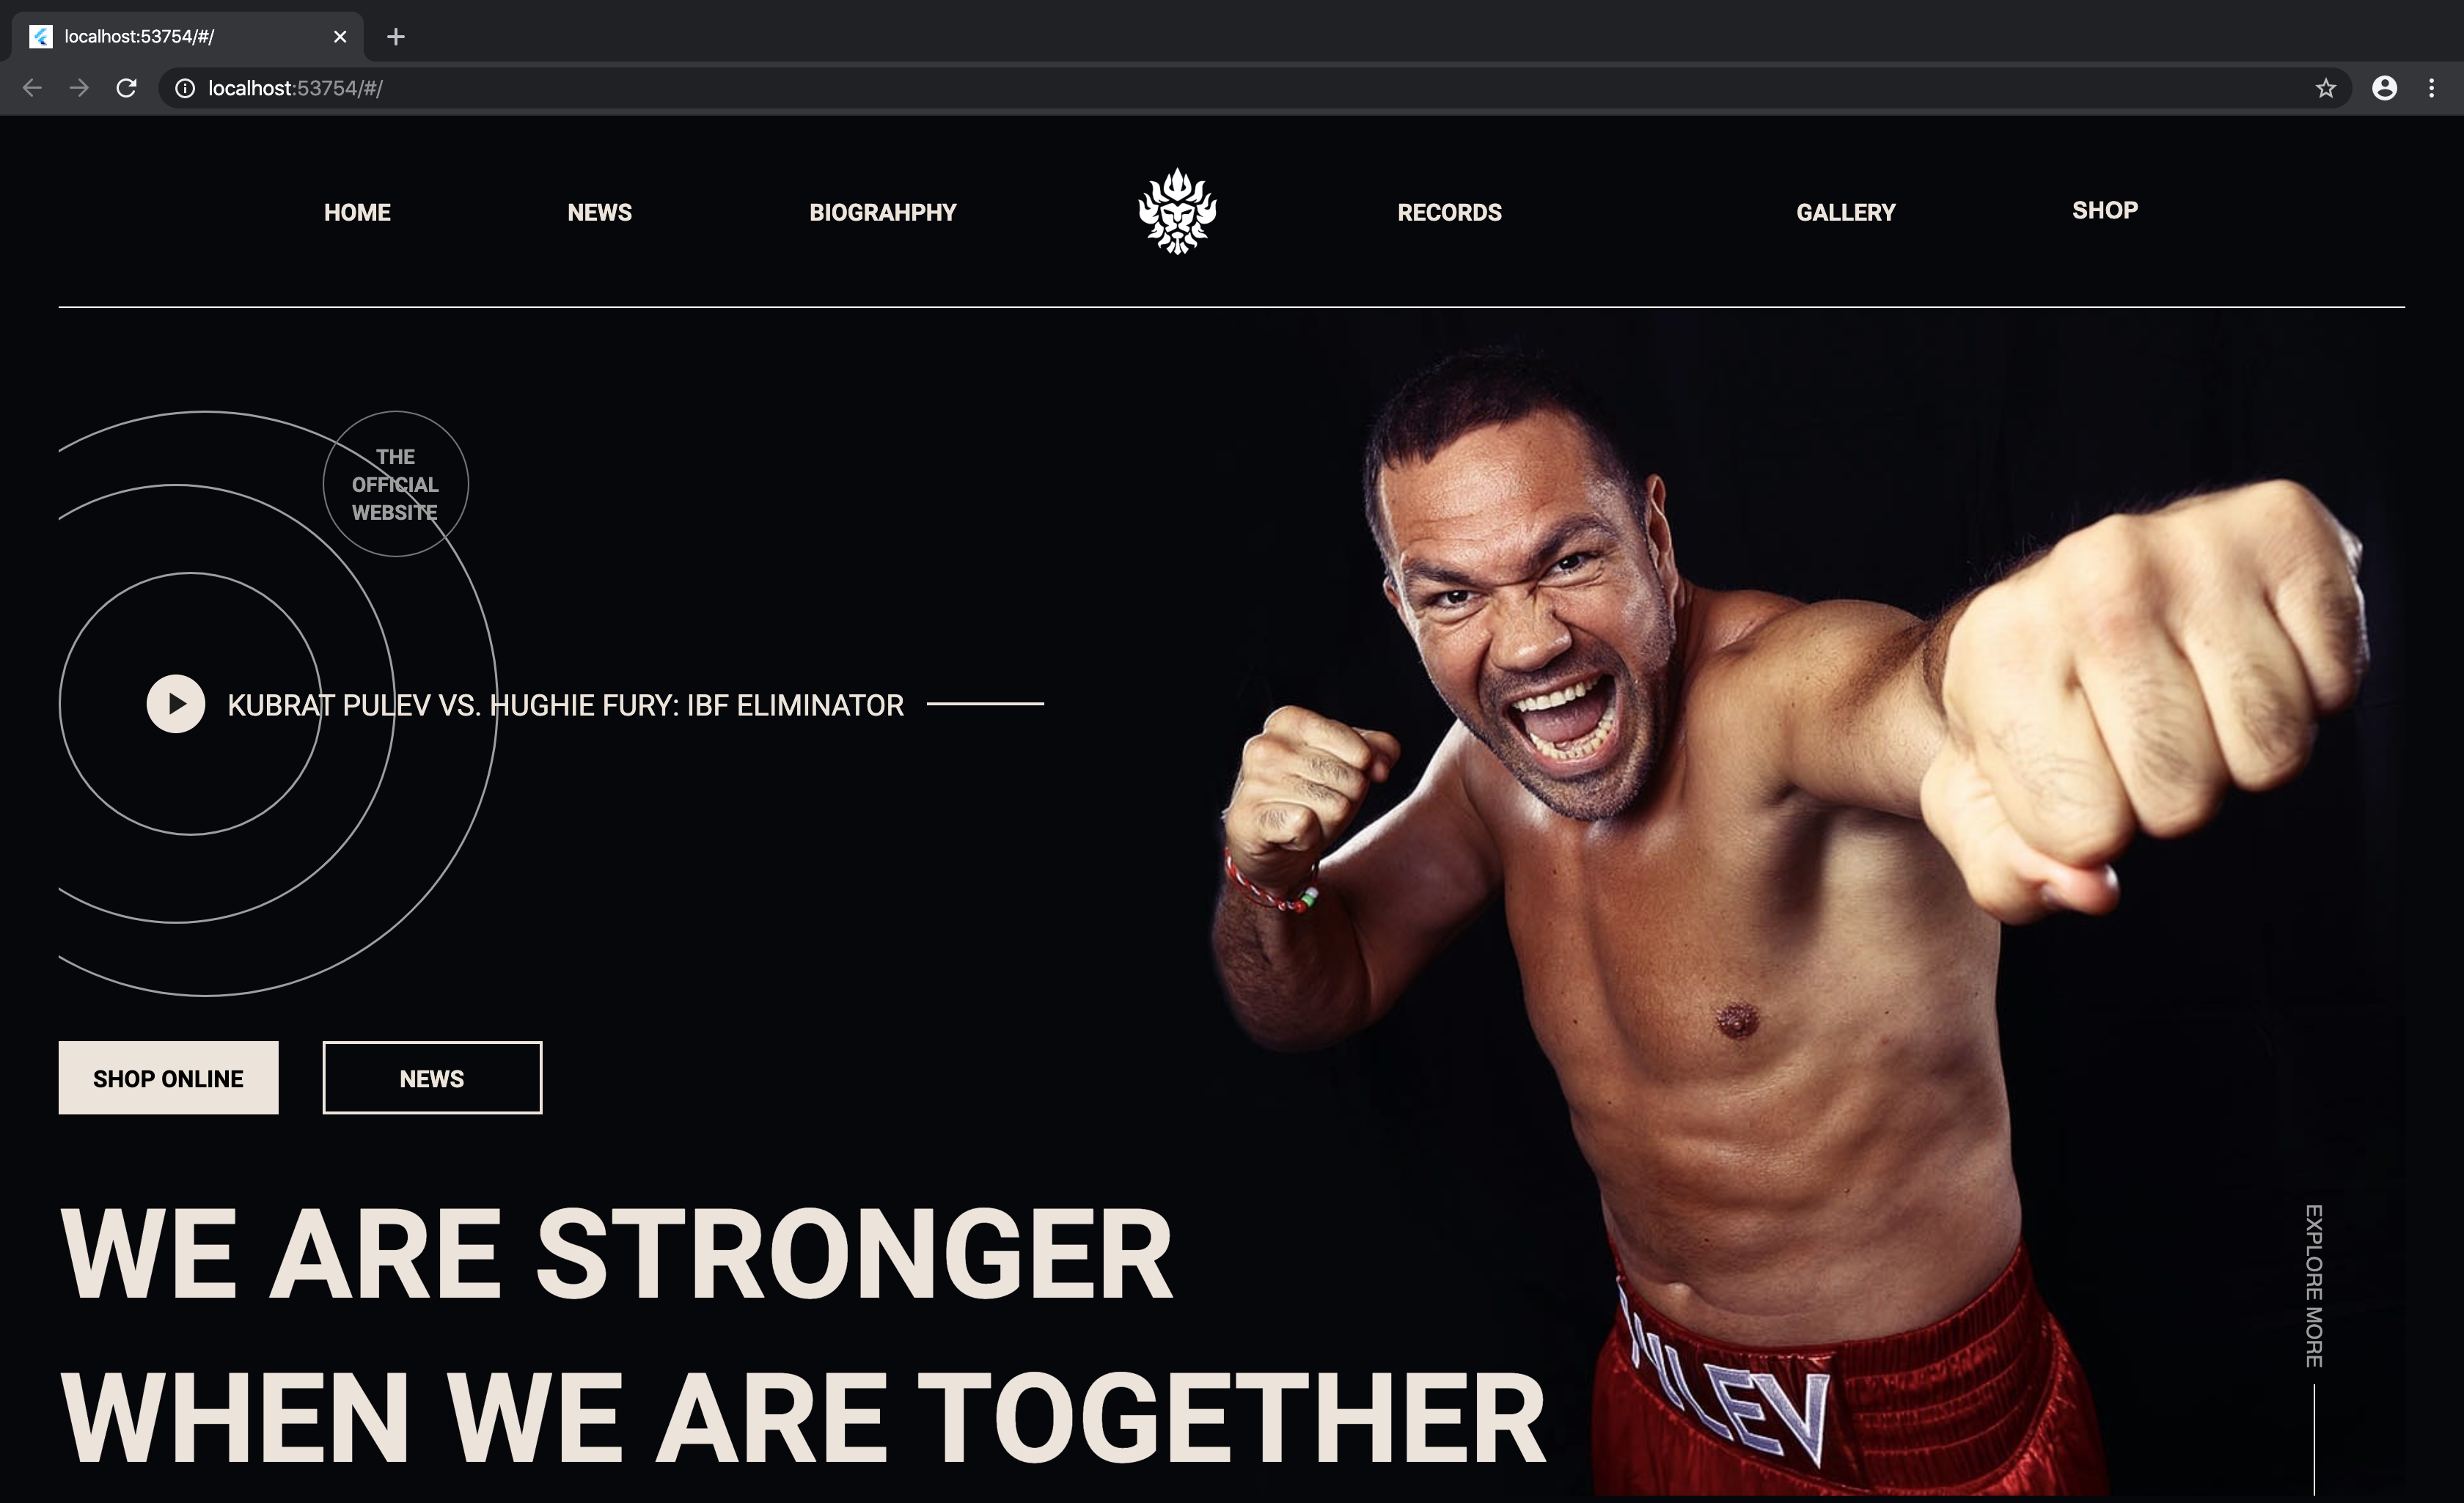 localhost:53754/#/
localhost:53754/#/
HOME
NEWS
BIOGRAHPHY
RECORDS
GALLERY
SHOP
THE
OFFICIAL
WEBSITE
KUBRAT PULEV VS. HUGHIE FURY: IBF ELIMINATOR
SHOP ONLINE
NEWS
WE ARE STRONGER
WHEN WE ARE TOGETHER
EXPLORE MORE
ULEV